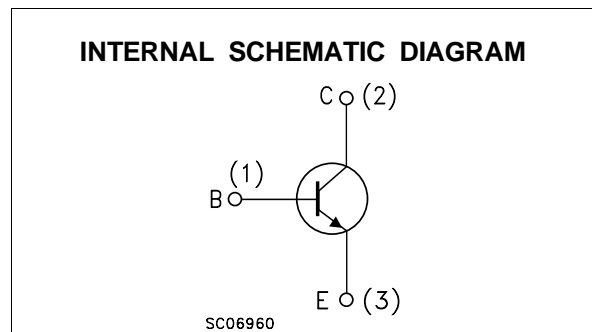 INTERNAL SCHEMATIC DIAGRAM
C (2)
(1)
B
E (3)
SC06960